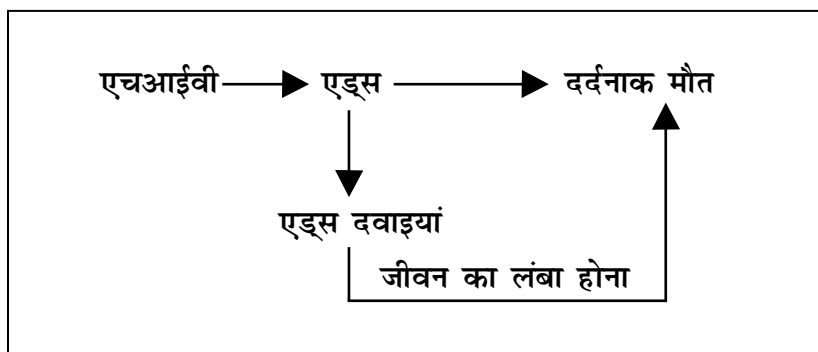 एचआईवी एड्स दर्दनाक मौत
एड्स दवाइयां
जीवन का लंबा होना